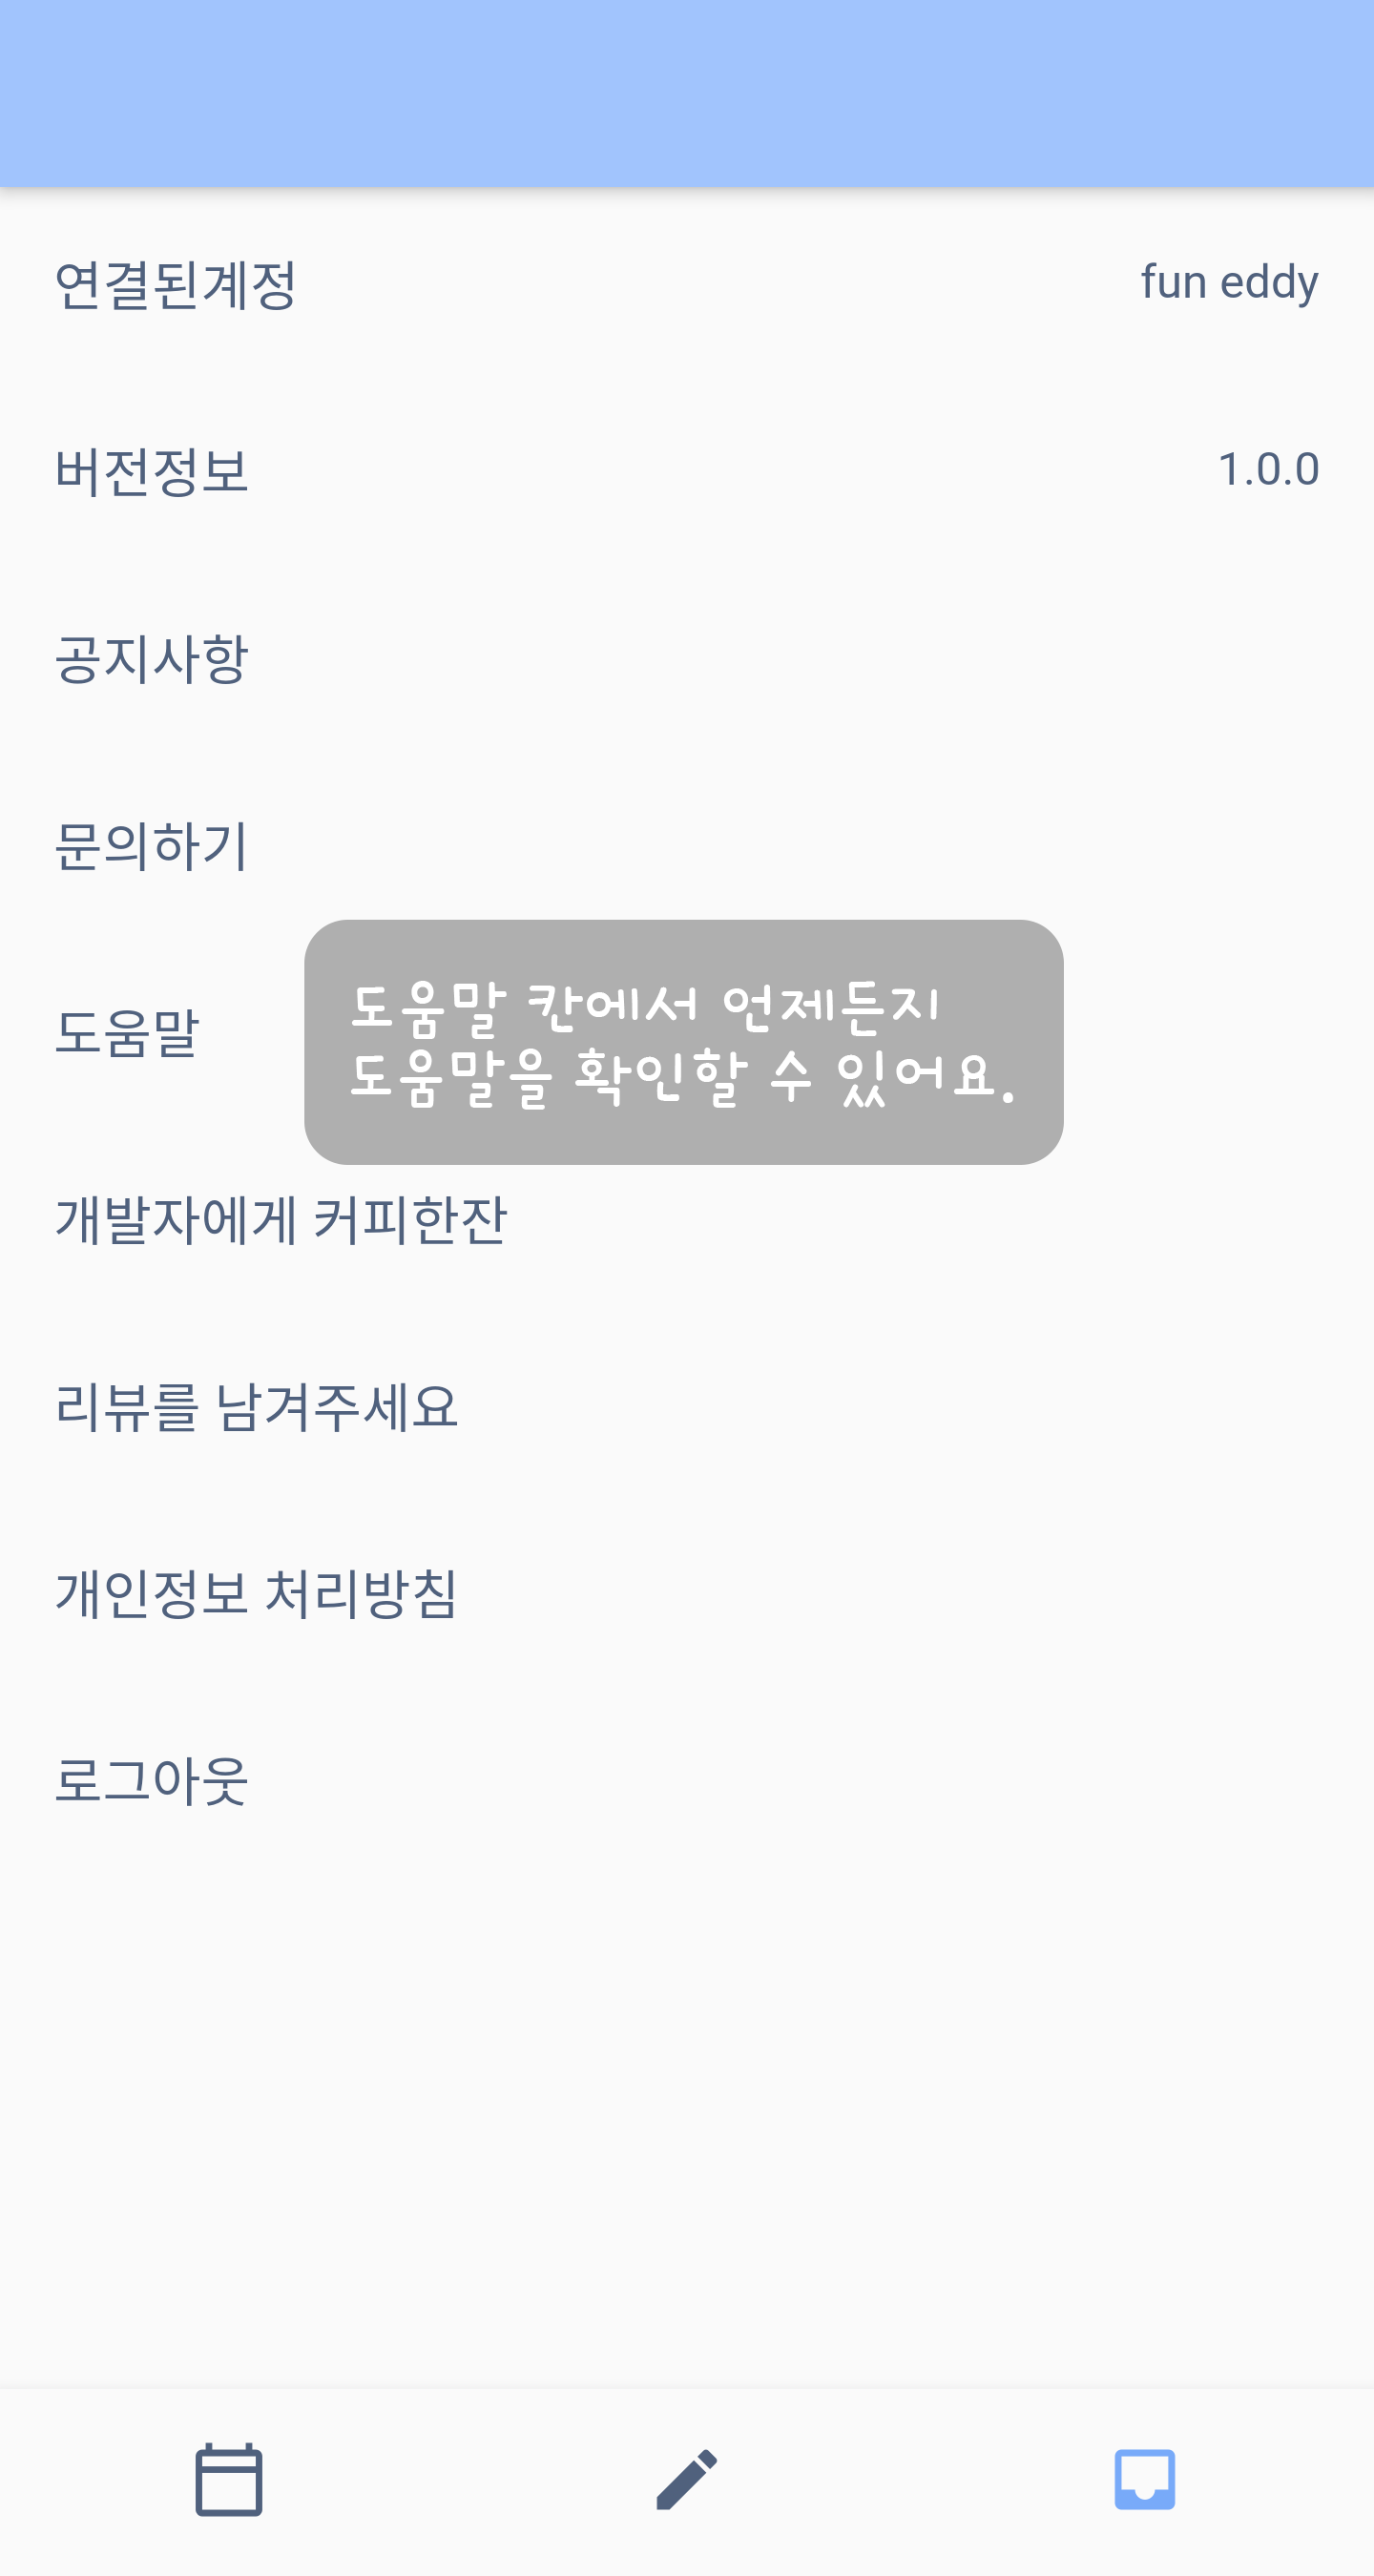 연결된계정 fun eddy
버전정보 1.0.0
공지사항
문의하기
도움말
도움말 칸에서 언제든지
도움말을 확인할 수 있어요.
개발자에게 커피한잔
리뷰를 남겨주세요
개인정보 처리방침
로그아웃